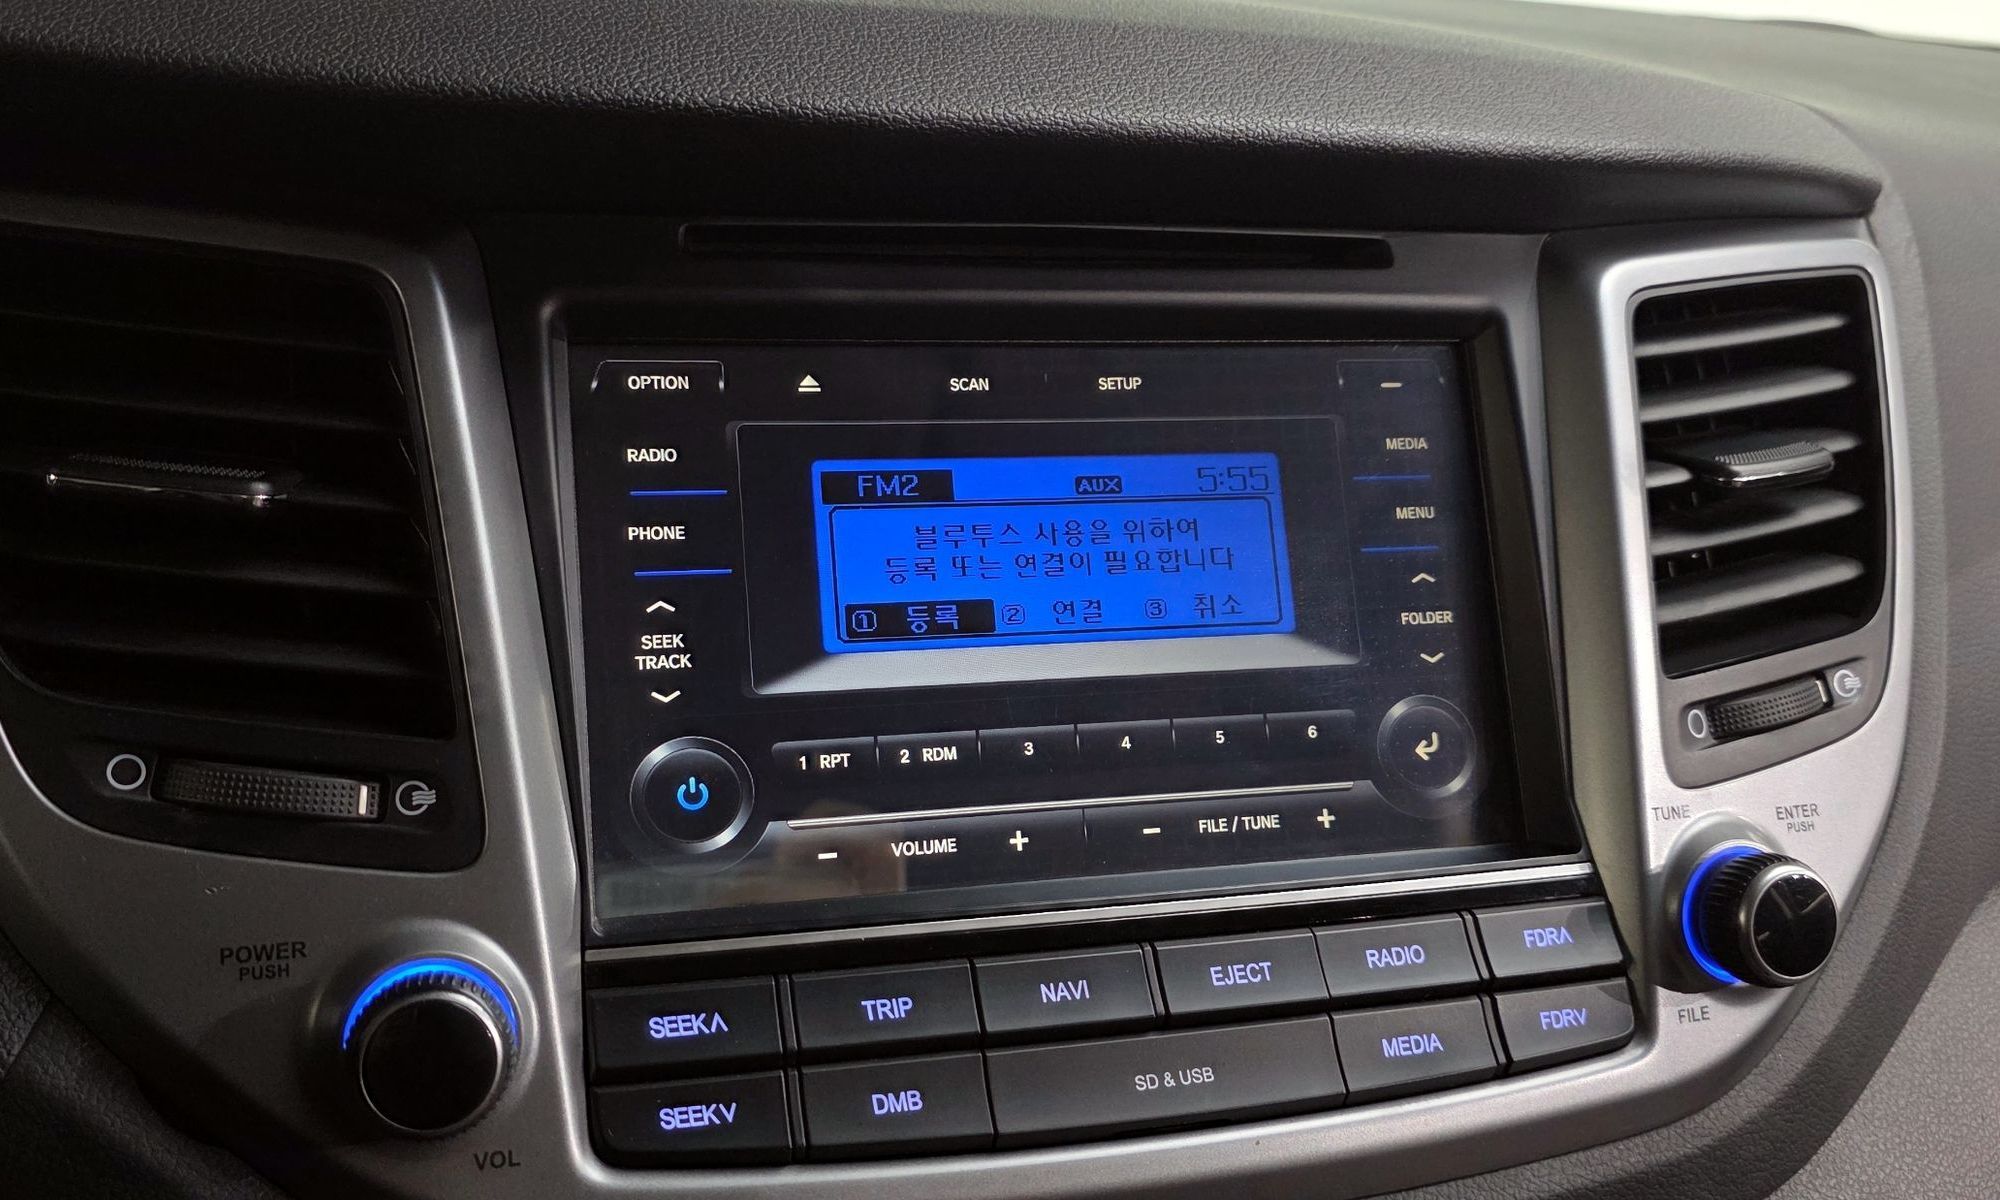 OPTION
SCAN
SETUP
RADIO
MEDIA
PHONE
MENU
SEEK
TRACK
FOLDER
FM2 AUX 5:55
블루투스 사용을 위하여
등록 또는 연결이 필요합니다
1 등록 2 연결 3 취소
1 RPT 2 RDM 3 4 5 6
− VOLUME + − FILE / TUNE +
TUNE
ENTER
PUSH
FILE
POWER
PUSH
VOL
SEEK∧ TRIP NAVI EJECT RADIO FDR∧
SEEK∨ DMB SD & USB MEDIA FDR∨